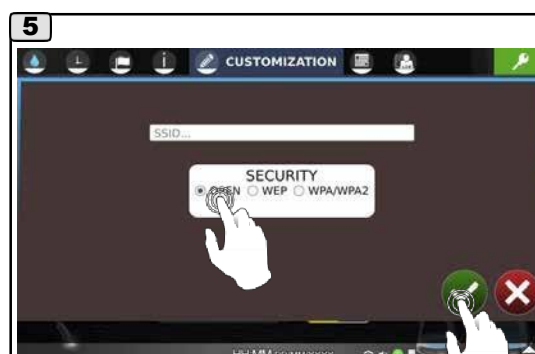 5
CUSTOMIZATION
SSID...
SECURITY
OPEN WEP WPA/WPA2